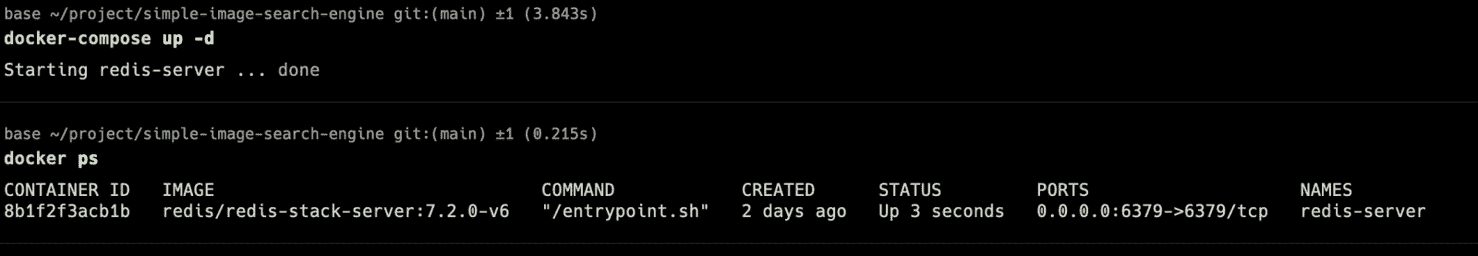 base ~/project/simple-image-search-engine git:(main) ±1 (3.843s)
docker-compose up -d
Starting redis-server ... done
base ~/project/simple-image-search-engine git:(main) ±1 (0.215s)
docker ps
CONTAINER ID   IMAGE                               COMMAND            CREATED      STATUS         PORTS                    NAMES
8b1f2f3acb1b   redis/redis-stack-server:7.2.0-v6   "/entrypoint.sh"   2 days ago   Up 3 seconds   0.0.0.0:6379->6379/tcp   redis-server